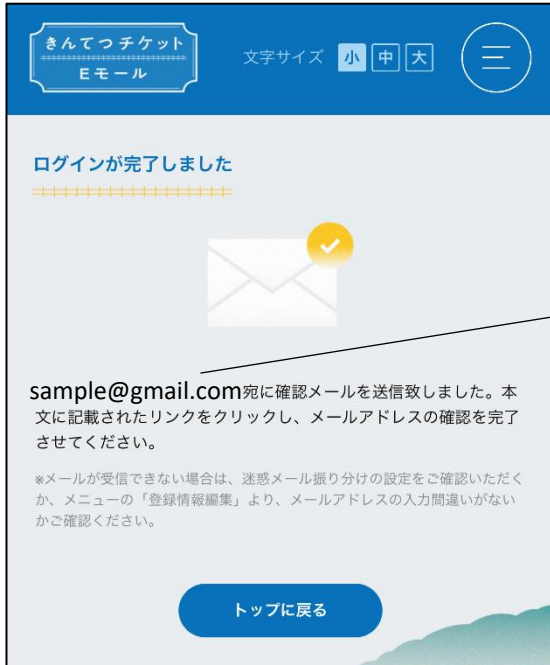 きんてつチケット
Eモール
文字サイズ 小 中 大
ログインが完了しました
sample@gmail.com宛に確認メールを送信致しました。本
文に記載されたリンクをクリックし、メールアドレスの確認を完了
させてください。
※メールが受信できない場合は、迷惑メール振り分けの設定をご確認いただく
か、メニューの「登録情報編集」より、メールアドレスの入力間違いがない
かご確認ください。
トップに戻る